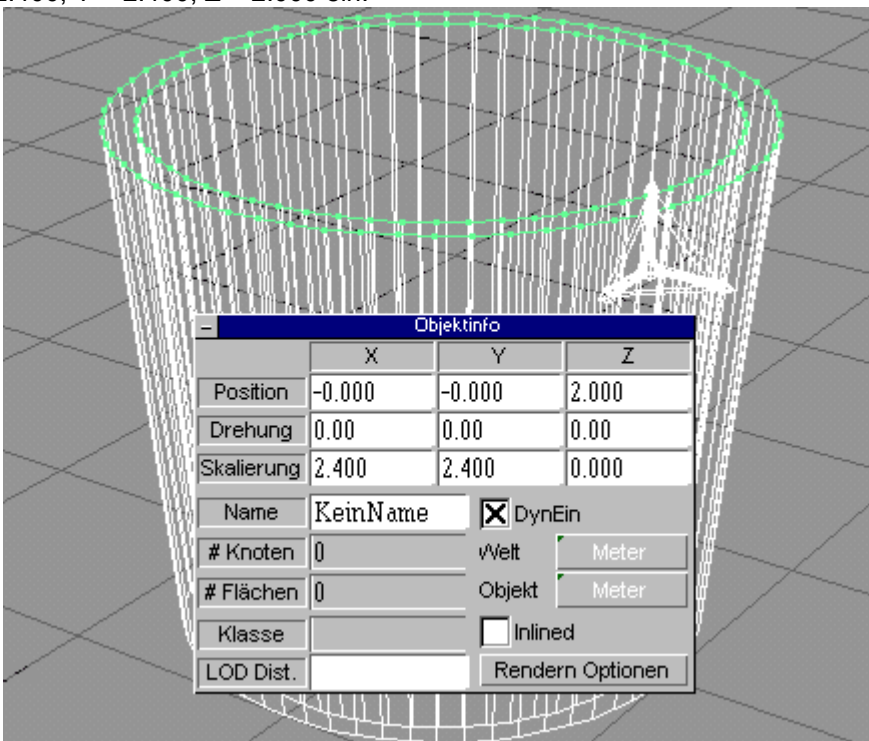 Objektinfo
X Y Z
Position -0.000 -0.000 2.000
Drehung 0.00 0.00 0.00
Skalierung 2.400 2.400 0.000
Name KeinName DynEin
# Knoten 0 Welt Meter
# Flächen 0 Objekt Meter
Klasse Inlined
LOD Dist. Rendern Optionen